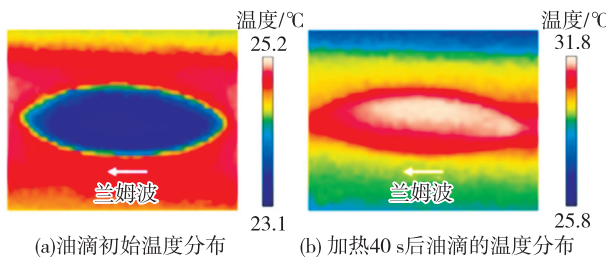 温度/℃
温度/℃
25.2
31.8
兰姆波
兰姆波
23.1
25.8
(a)油滴初始温度分布
(b) 加热40 s后油滴的温度分布